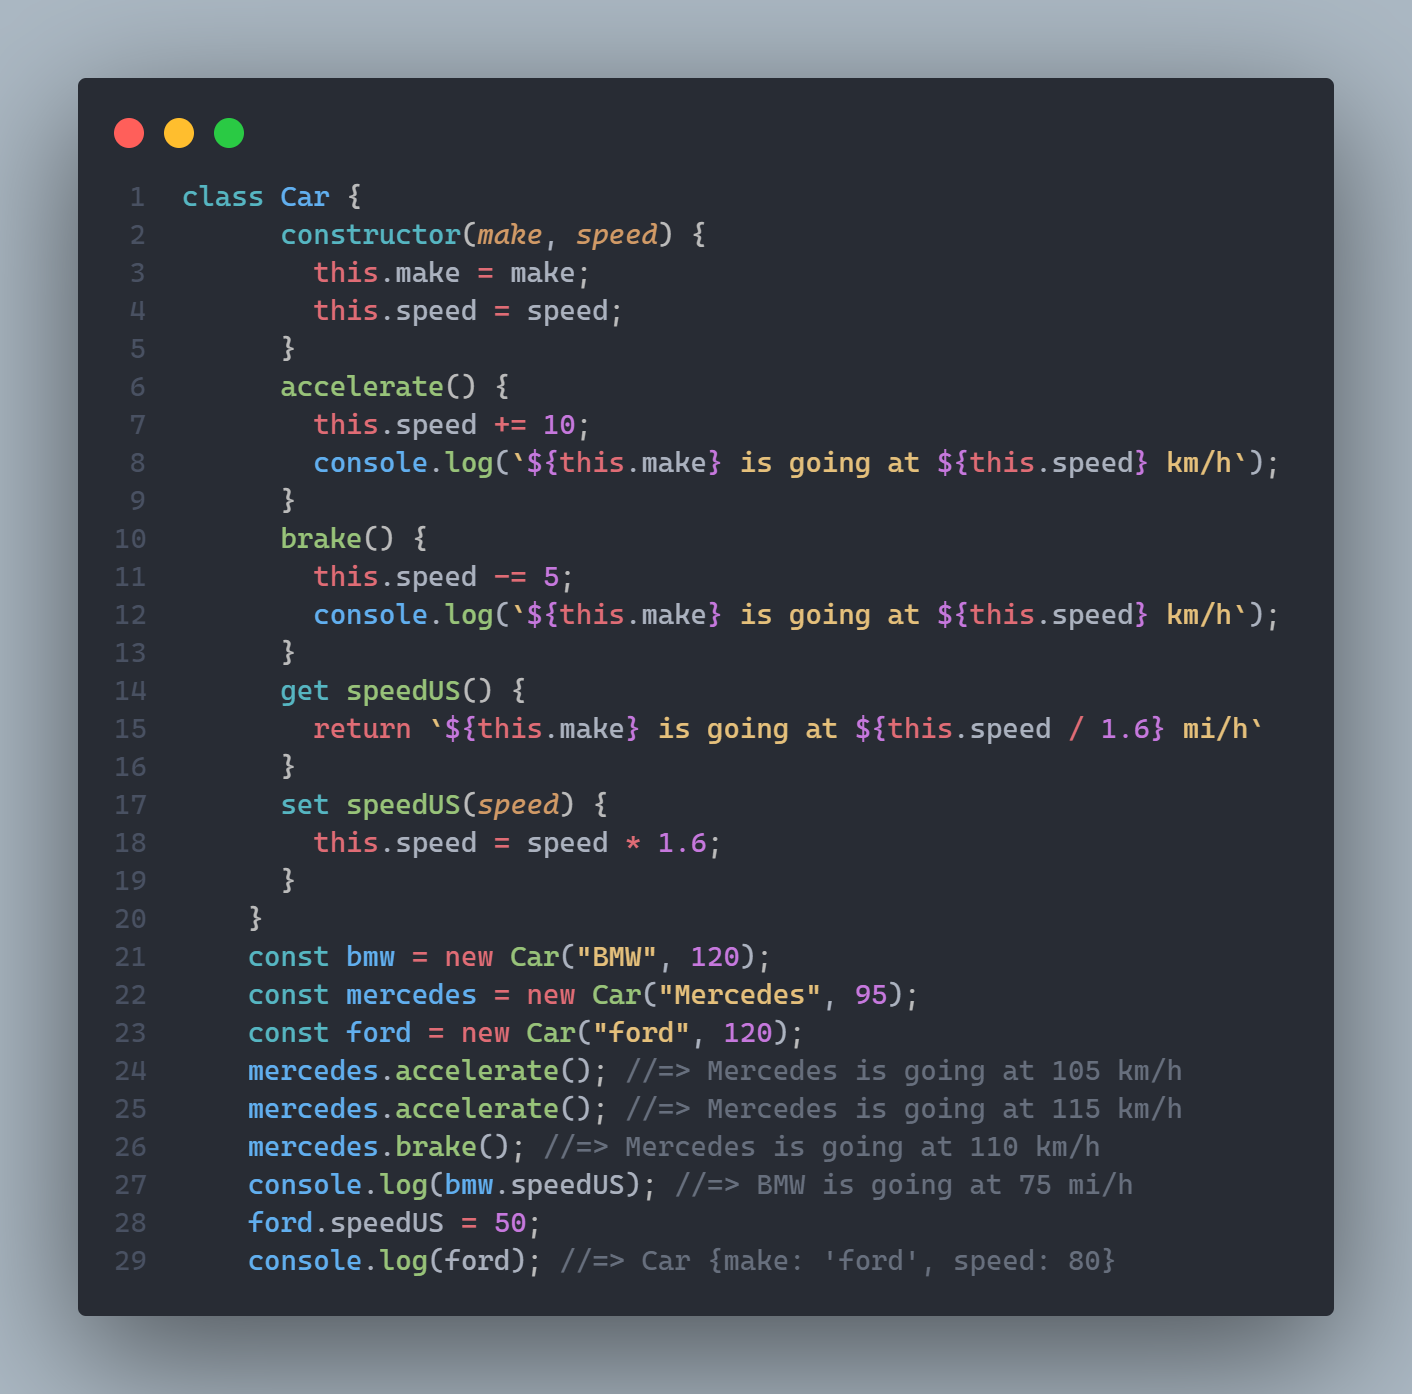 1 class Car {
2 constructor(make, speed) {
3 this.make = make;
4 this.speed = speed;
5 }
6 accelerate() {
7 this.speed += 10;
8 console.log(`${this.make} is going at ${this.speed} km/h`);
9 }
10 brake() {
11 this.speed -= 5;
12 console.log(`${this.make} is going at ${this.speed} km/h`);
13 }
14 get speedUS() {
15 return `${this.make} is going at ${this.speed / 1.6} mi/h`
16 }
17 set speedUS(speed) {
18 this.speed = speed * 1.6;
19 }
20 }
21 const bmw = new Car("BMW", 120);
22 const mercedes = new Car("Mercedes", 95);
23 const ford = new Car("ford", 120);
24 mercedes.accelerate(); //=> Mercedes is going at 105 km/h
25 mercedes.accelerate(); //=> Mercedes is going at 115 km/h
26 mercedes.brake(); //=> Mercedes is going at 110 km/h
27 console.log(bmw.speedUS); //=> BMW is going at 75 mi/h
28 ford.speedUS = 50;
29 console.log(ford); //=> Car {make: 'ford', speed: 80}